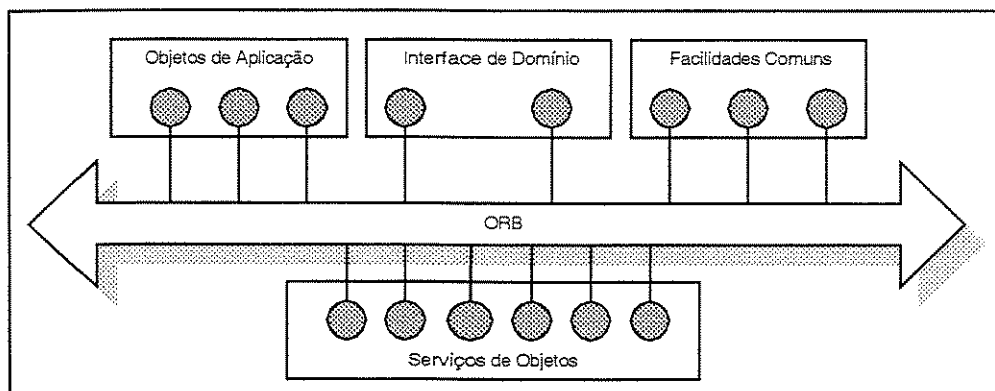 Objetos de Aplicação
Interface de Domínio
Facilidades Comuns
ORB
Serviços de Objetos